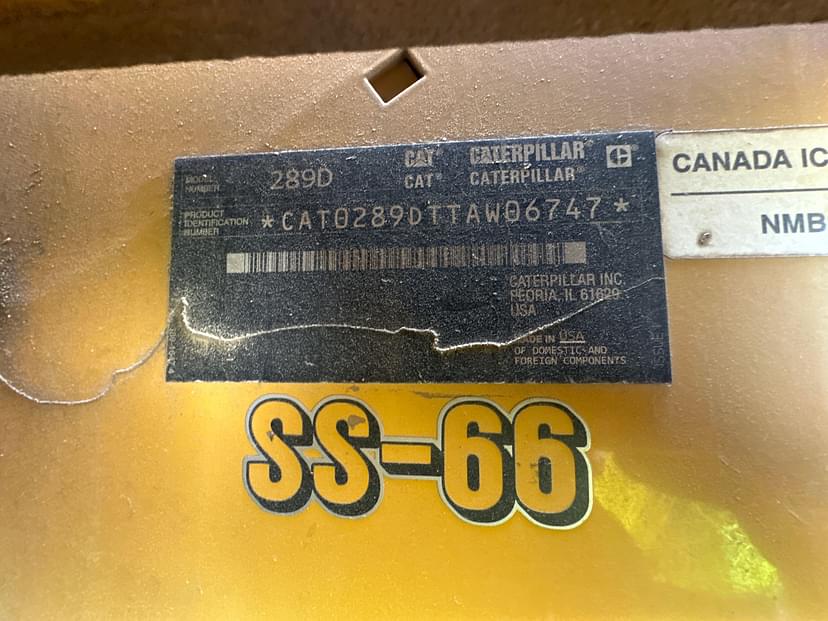 MODEL NUMBER 289D
CAT CATERPILLAR
CAT® CATERPILLAR®
PRODUCT IDENTIFICATION NUMBER *CAT0289DTTAW06747*
CATERPILLAR INC.
PEORIA, IL 61629
USA
MADE IN USA
OF DOMESTIC AND
FOREIGN COMPONENTS
ISSUE
CANADA IC
NMB
SS-66